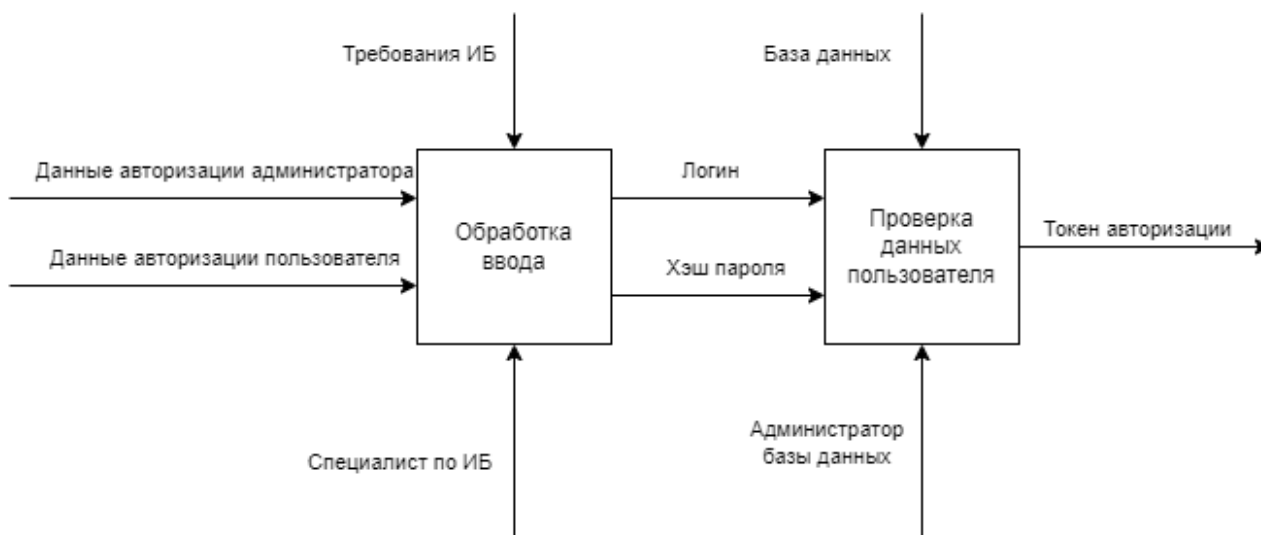 Требования ИБ
База данных
Данные авторизации администратора
Логин
Обработка
ввода
Проверка
данных
пользователя
Токен авторизации
Данные авторизации пользователя
Хэш пароля
Специалист по ИБ
Администратор
базы данных